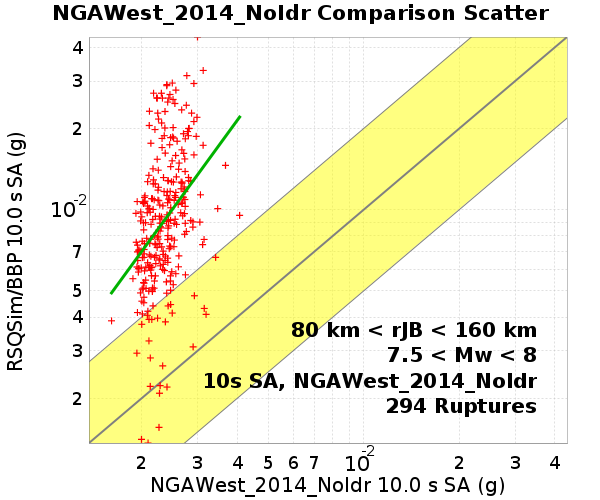 NGAWest_2014_NoIdr Comparison Scatter
RSQSim/BBP 10.0 s SA (g)
4
3
2
10-2
7
5
4
3
2
80 km < rJB < 160 km
7.5 < Mw < 8
10s SA, NGAWest_2014_NoIdr
294 Ruptures
2 3 4 5 6 7 10-2 2 3 4
NGAWest_2014_NoIdr 10.0 s SA (g)